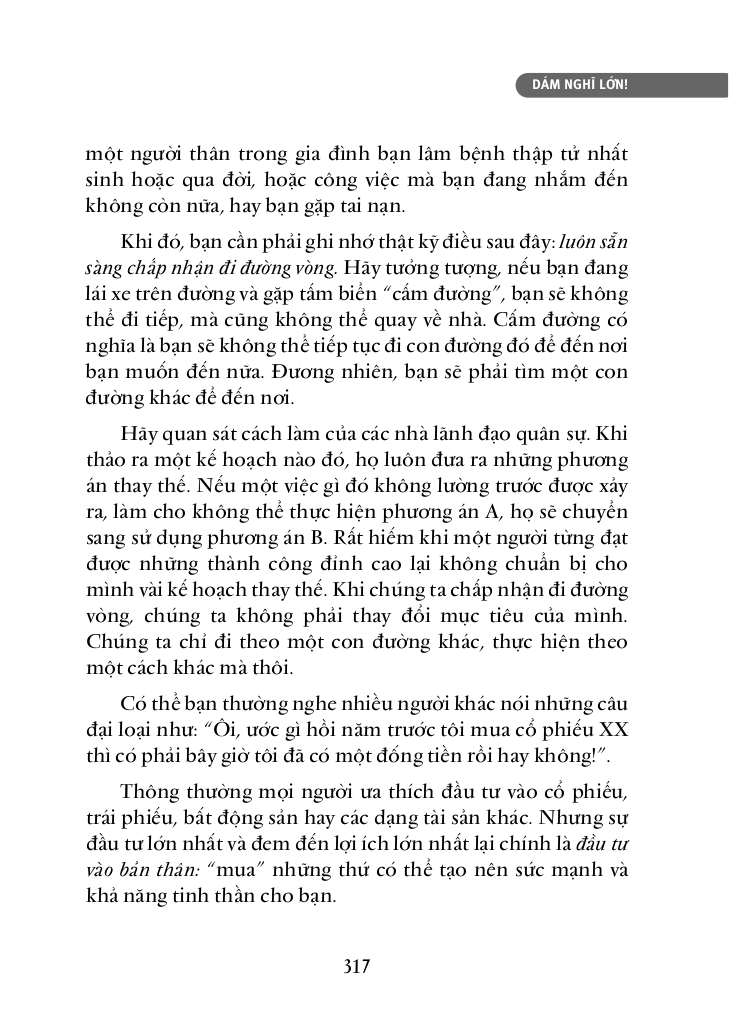 DÁM NGHĨ LỚN!
một người thân trong gia đình bạn lâm bệnh thập tử nhất
sinh hoặc qua đời, hoặc công việc mà bạn đang nhắm đến
không còn nữa, hay bạn gặp tai nạn.
Khi đó, bạn cần phải ghi nhớ thật kỹ điều sau đây: luôn sẵn
sàng chấp nhận đi đường vòng. Hãy tưởng tượng, nếu bạn đang
lái xe trên đường và gặp tấm biển “cấm đường”, bạn sẽ không
thể đi tiếp, mà cũng không thể quay về nhà. Cấm đường có
nghĩa là bạn sẽ không thể tiếp tục đi con đường đó để đến nơi
bạn muốn đến nữa. Đương nhiên, bạn sẽ phải tìm một con
đường khác để đến nơi.
Hãy quan sát cách làm của các nhà lãnh đạo quân sự. Khi
thảo ra một kế hoạch nào đó, họ luôn đưa ra những phương
án thay thế. Nếu một việc gì đó không lường trước được xảy
ra, làm cho không thể thực hiện phương án A, họ sẽ chuyển
sang sử dụng phương án B. Rất hiếm khi một người từng đạt
được những thành công đỉnh cao lại không chuẩn bị cho
mình vài kế hoạch thay thế. Khi chúng ta chấp nhận đi đường
vòng, chúng ta không phải thay đổi mục tiêu của mình.
Chúng ta chỉ đi theo một con đường khác, thực hiện theo
một cách khác mà thôi.
Có thể bạn thường nghe nhiều người khác nói những câu
đại loại như: “Ôi, ước gì hồi năm trước tôi mua cổ phiếu XX
thì có phải bây giờ tôi đã có một đống tiền rồi hay không!”.
Thông thường mọi người ưa thích đầu tư vào cổ phiếu,
trái phiếu, bất động sản hay các dạng tài sản khác. Nhưng sự
đầu tư lớn nhất và đem đến lợi ích lớn nhất lại chính là đầu tư
vào bản thân: “mua” những thứ có thể tạo nên sức mạnh và
khả năng tinh thần cho bạn.
317